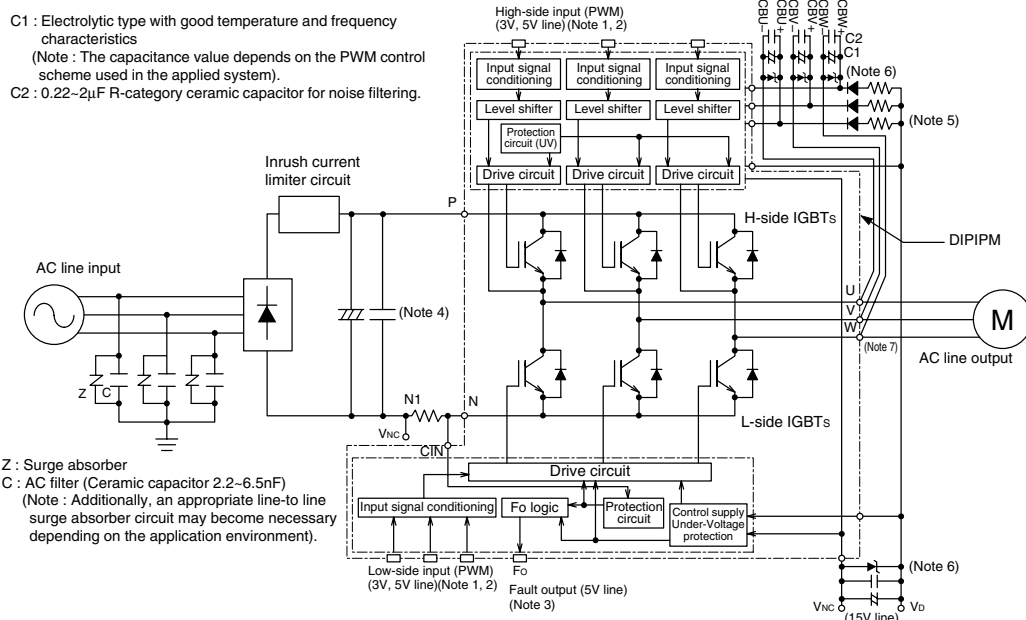 C1 : Electrolytic type with good temperature and frequency
characteristics
(Note : The capacitance value depends on the PWM control
scheme used in the applied system).
C2 : 0.22~2µF R-category ceramic capacitor for noise filtering.
High-side input (PWM)
(3V, 5V line) (Note 1, 2)
CBU–
CBU+
CBV–
CBV+
CBW–
CBW+
C2
C1
(Note 6)
(Note 5)
Input signal
conditioning
Input signal
conditioning
Input signal
conditioning
Level shifter
Level shifter
Level shifter
Protection
circuit (UV)
Drive circuit
Drive circuit
Drive circuit
Inrush current
limiter circuit
P
H-side IGBTS
DIPIPM
AC line input
(Note 4)
U
V
W
(Note 7)
M
AC line output
Z
C
N1
N
VNC
CIN
L-side IGBTS
Z : Surge absorber
C : AC filter (Ceramic capacitor 2.2~6.5nF)
(Note : Additionally, an appropriate line-to line
surge absorber circuit may become necessary
depending on the application environment).
Drive circuit
Input signal conditioning
Fo logic
Protection
circuit
Control supply
Under-Voltage
protection
Low-side input (PWM)
(3V, 5V line)(Note 1, 2)
FO
Fault output (5V line)
(Note 3)
(Note 6)
VNC
VD
(15V line)